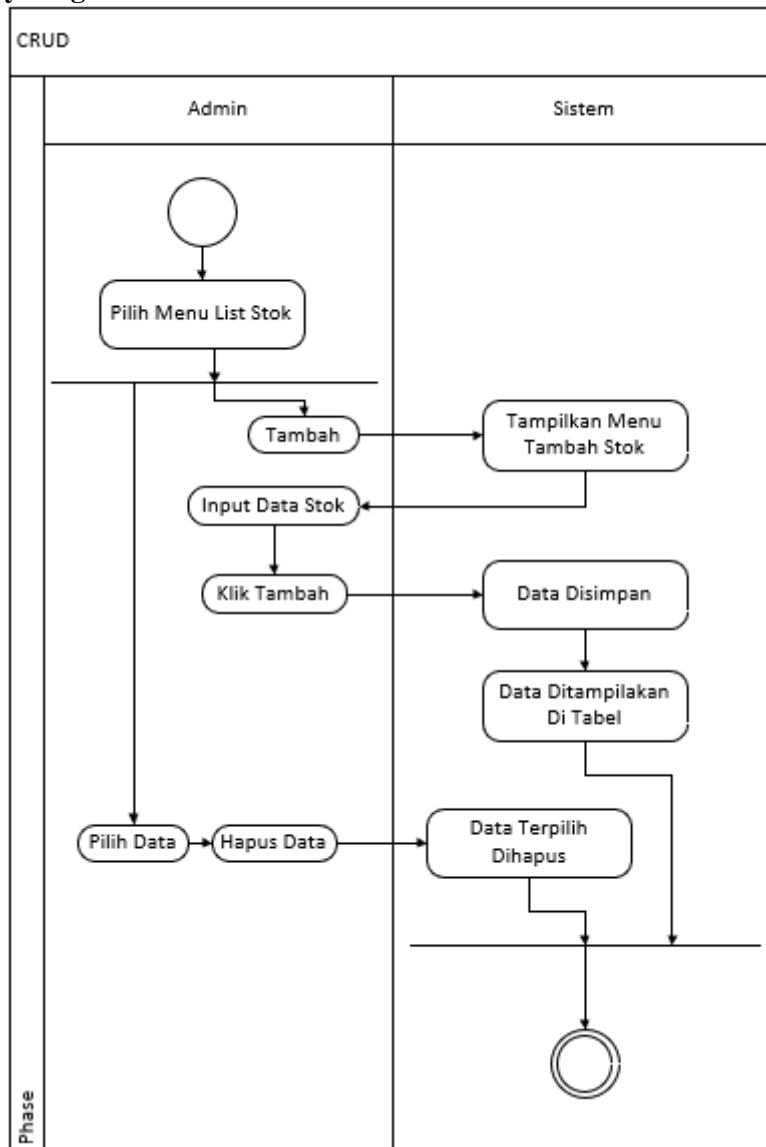 CRUD
Admin
Sistem
Pilih Menu List Stok
Tambah
Tampilkan Menu
Tambah Stok
Input Data Stok
Klik Tambah
Data Disimpan
Data Ditampilakan
Di Tabel
Pilih Data
Hapus Data
Data Terpilih
Dihapus
Phase